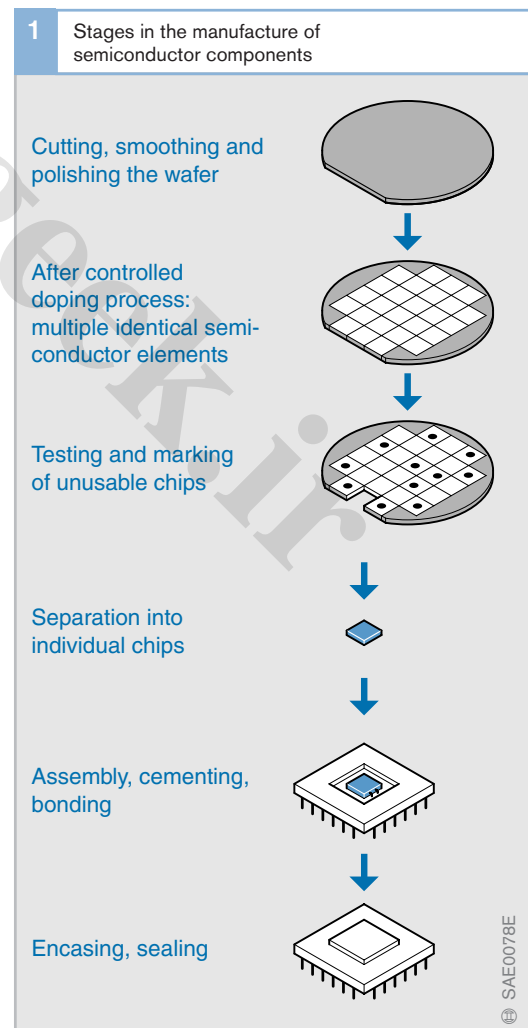 1
Stages in the manufacture of
semiconductor components
Cutting, smoothing and
polishing the wafer
After controlled
doping process:
multiple identical semi-
conductor elements
Testing and marking
of unusable chips
Separation into
individual chips
Assembly, cementing,
bonding
Encasing, sealing
SAE0078E
geek.ir